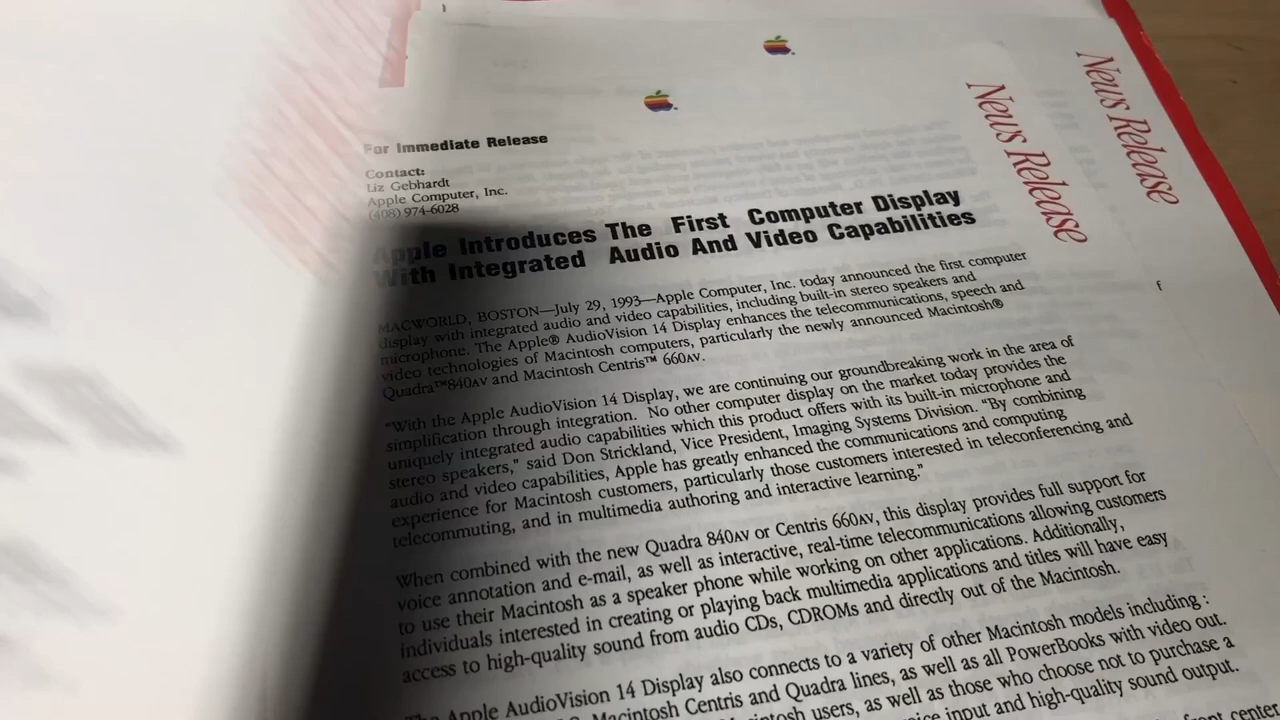 News Release
News Release
For Immediate Release
Contact:
Liz Gebhardt
Apple Computer, Inc.
(408) 974-6028
Apple Introduces The First Computer Display
With Integrated Audio And Video Capabilities
MACWORLD, BOSTON—July 29, 1993—Apple Computer, Inc. today announced the first computer
display with integrated audio and video capabilities, including built-in stereo speakers and
microphone. The Apple® AudioVision 14 Display enhances the telecommunications, speech and
video technologies of Macintosh computers, particularly the newly announced Macintosh®
Quadra™840AV and Macintosh Centris™ 660AV.
"With the Apple AudioVision 14 Display, we are continuing our groundbreaking work in the area of
simplification through integration. No other computer display on the market today provides the
uniquely integrated audio capabilities which this product offers with its built-in microphone and
stereo speakers," said Don Strickland, Vice President, Imaging Systems Division. "By combining
audio and video capabilities, Apple has greatly enhanced the communications and computing
experience for Macintosh customers, particularly those customers interested in teleconferencing and
telecommuting, and in multimedia authoring and interactive learning."
When combined with the new Quadra 840AV or Centris 660AV, this display provides full support for
voice annotation and e-mail, as well as interactive, real-time telecommunications allowing customers
to use their Macintosh as a speaker phone while working on other applications. Additionally,
individuals interested in creating or playing back multimedia applications and titles will have easy
access to high-quality sound from audio CDs, CDROMs and directly out of the Macintosh.
The Apple AudioVision 14 Display also connects to a variety of other Macintosh models including :
Macintosh Centris and Quadra lines, as well as all PowerBooks with video out.
users, as well as those who choose not to purchase a
input and high-quality sound output.
front center